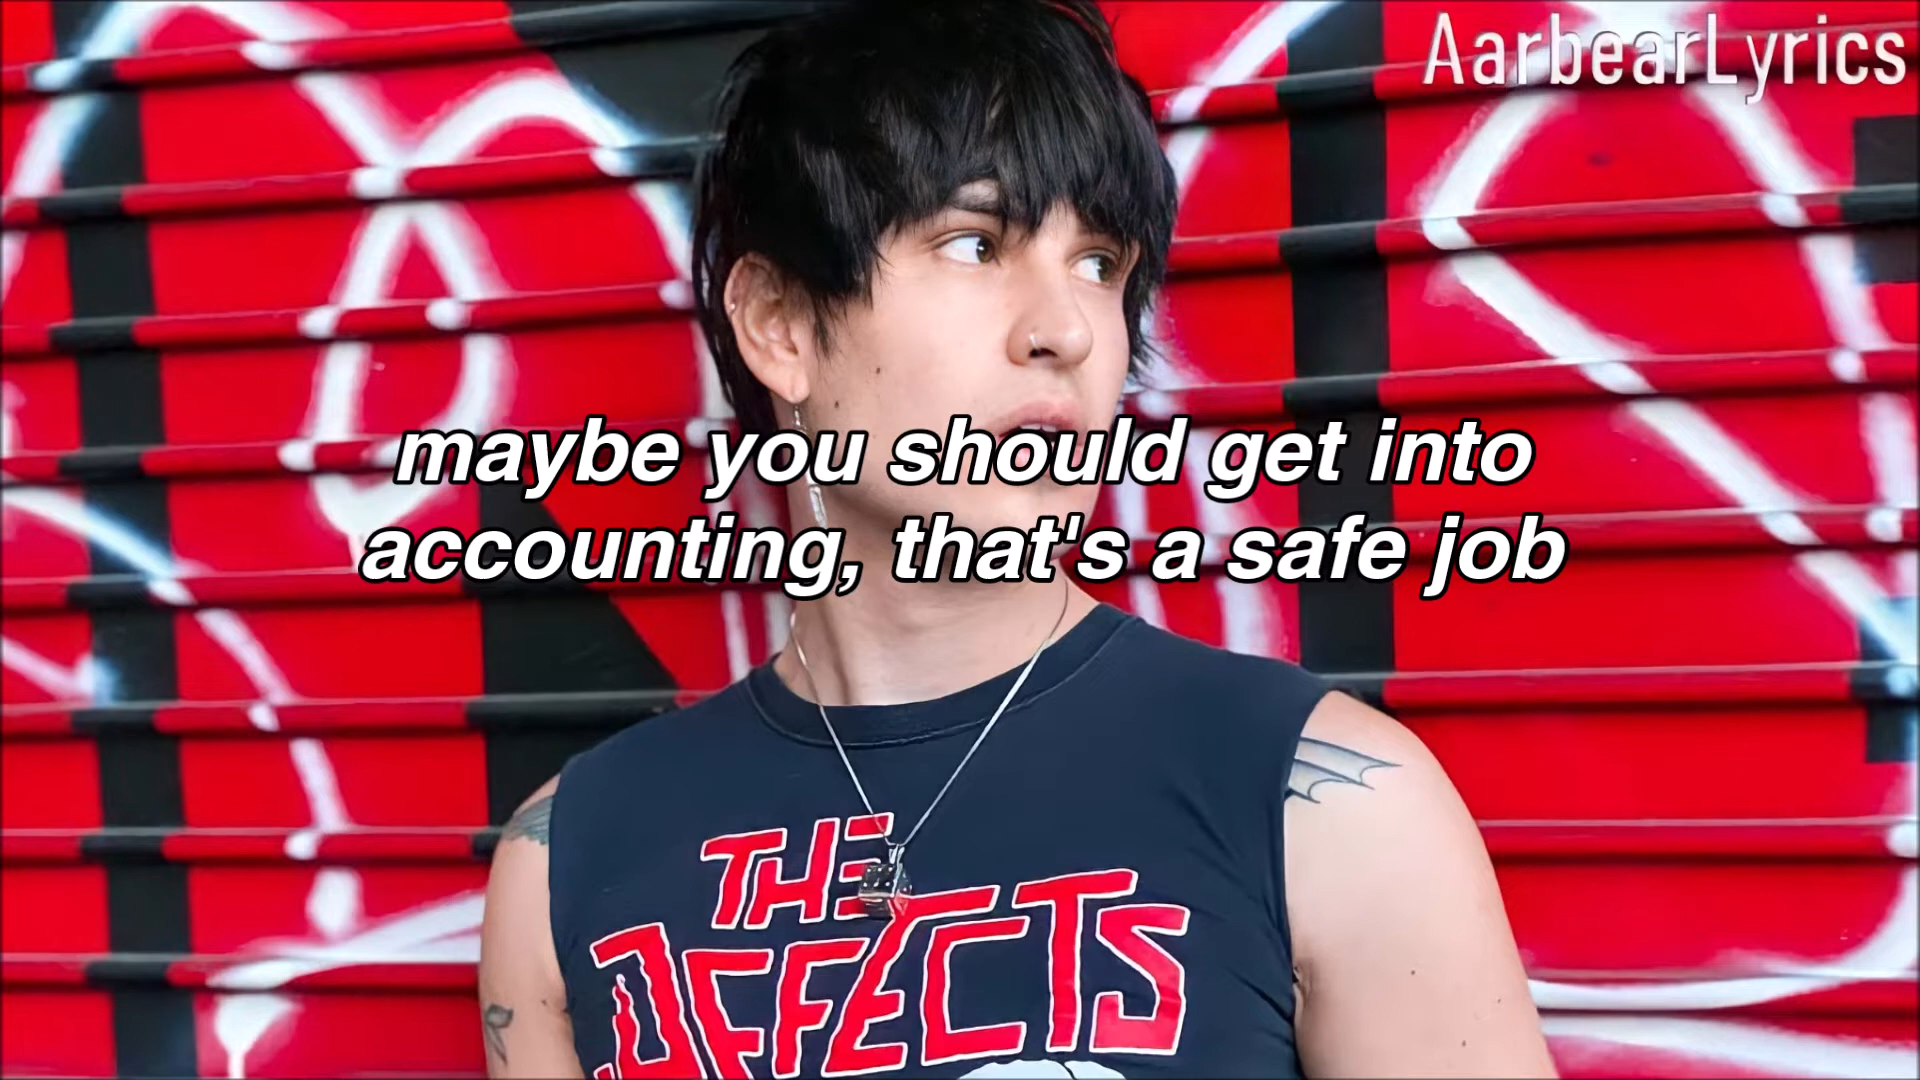 AarbearLyrics
maybe you should get into
accounting, that's a safe job
THE
DEFECTS